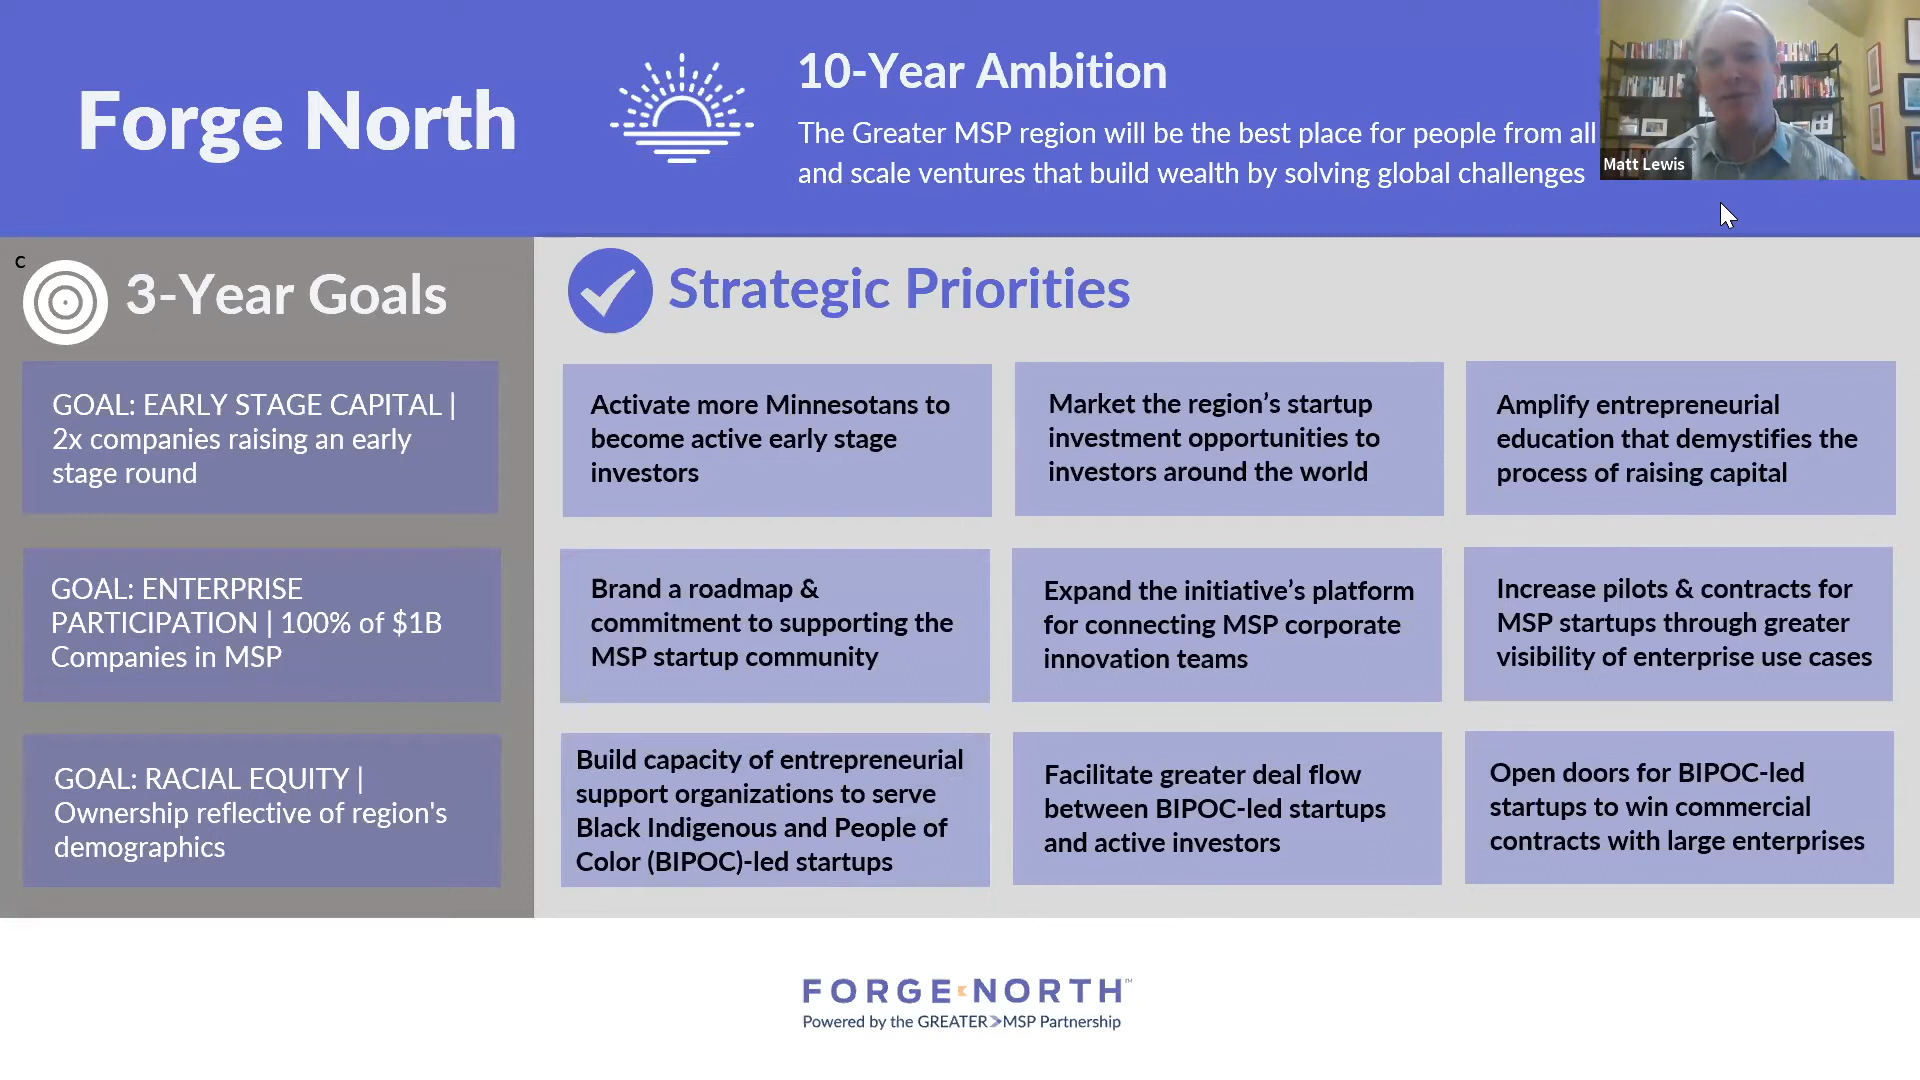 Forge North
10-Year Ambition
The Greater MSP region will be the best place for people from all
and scale ventures that build wealth by solving global challenges
Matt Lewis
c
3-Year Goals
GOAL: EARLY STAGE CAPITAL |
2x companies raising an early
stage round
GOAL: ENTERPRISE
PARTICIPATION | 100% of $1B
Companies in MSP
GOAL: RACIAL EQUITY |
Ownership reflective of region's
demographics
Strategic Priorities
Activate more Minnesotans to
become active early stage
investors
Market the region’s startup
investment opportunities to
investors around the world
Amplify entrepreneurial
education that demystifies the
process of raising capital
Brand a roadmap &
commitment to supporting the
MSP startup community
Expand the initiative’s platform
for connecting MSP corporate
innovation teams
Increase pilots & contracts for
MSP startups through greater
visibility of enterprise use cases
Build capacity of entrepreneurial
support organizations to serve
Black Indigenous and People of
Color (BIPOC)-led startups
Facilitate greater deal flow
between BIPOC-led startups
and active investors
Open doors for BIPOC-led
startups to win commercial
contracts with large enterprises
FORGE NORTH™
Powered by the GREATER MSP Partnership